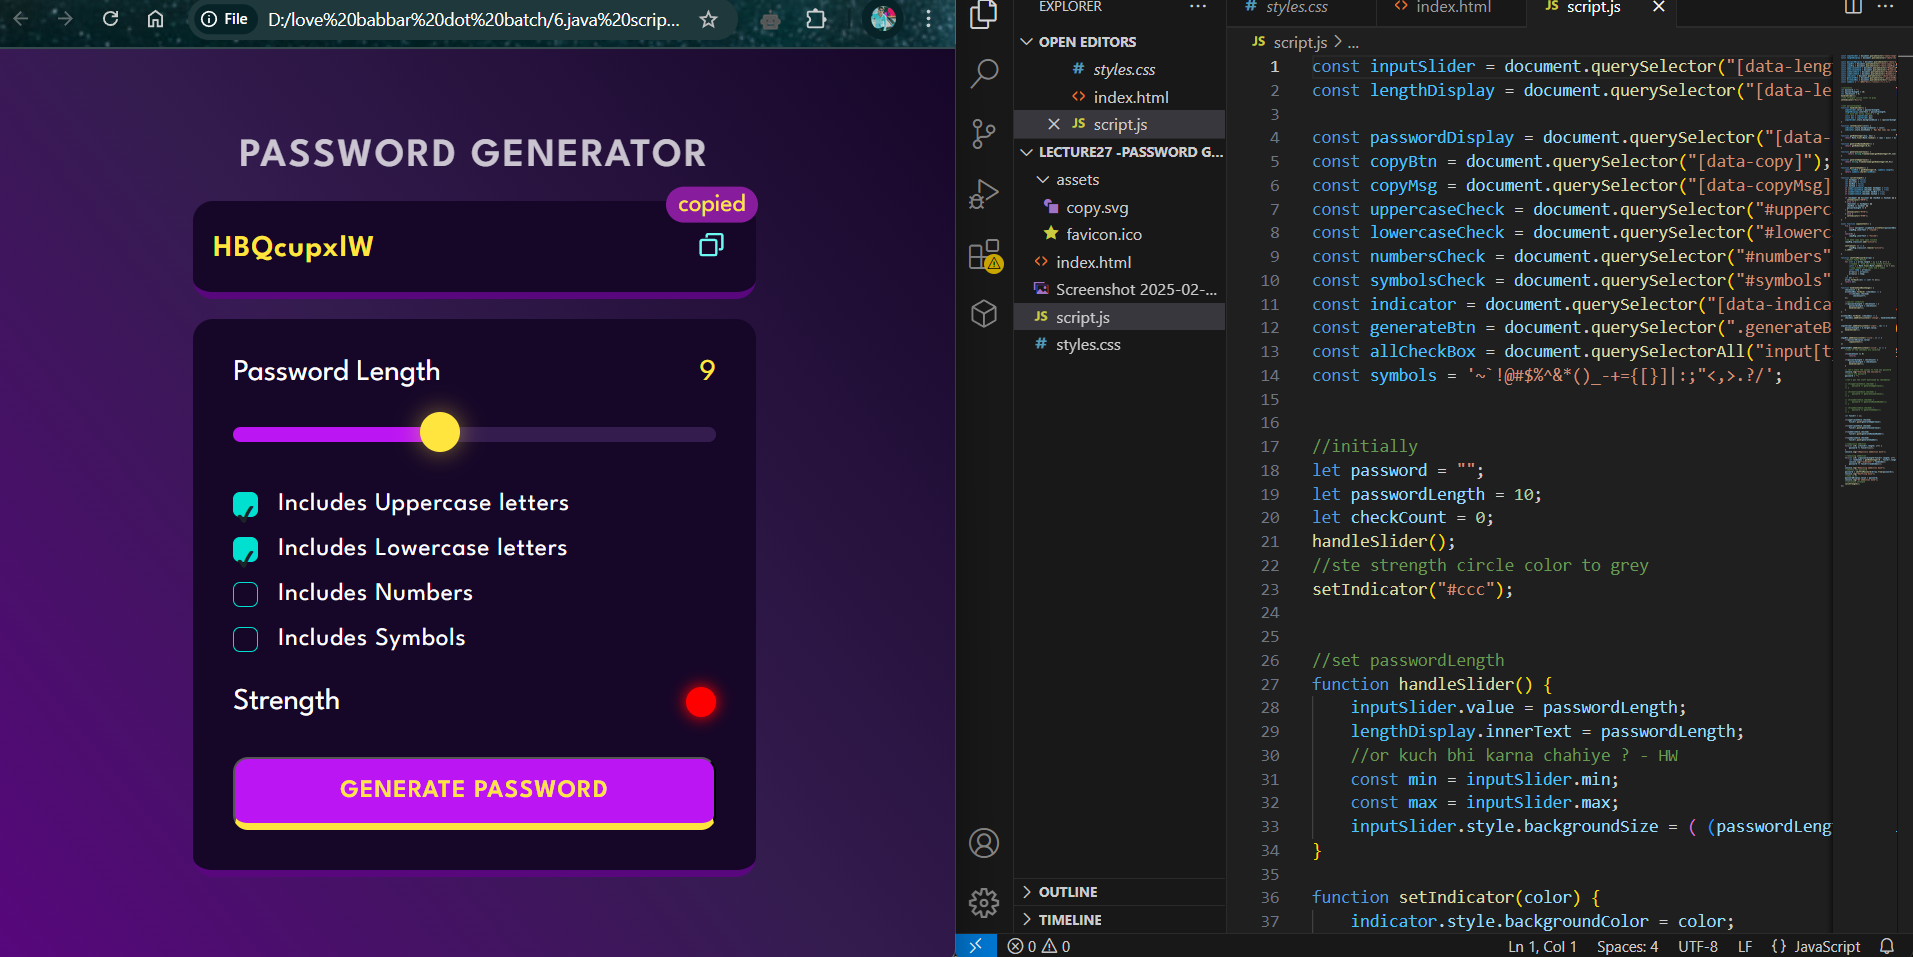 File
D:/love%20babbar%20dot%20batch/6.java%20scrip...
PASSWORD GENERATOR
copied
HBQcupxlW
Password Length
9
Includes Uppercase letters
Includes Lowercase letters
Includes Numbers
Includes Symbols
Strength
GENERATE PASSWORD
EXPLORER
OPEN EDITORS
# styles.css
<> index.html
JS script.js
LECTURE27 -PASSWORD G...
assets
copy.svg
favicon.ico
<> index.html
Screenshot 2025-02-...
JS script.js
# styles.css
OUTLINE
TIMELINE
# styles.css
<> index.html
JS script.js
JS script.js > ...
1 const inputSlider = document.querySelector("[data-leng
2 const lengthDisplay = document.querySelector("[data-le
3
4 const passwordDisplay = document.querySelector("[data-
5 const copyBtn = document.querySelector("[data-copy]");
6 const copyMsg = document.querySelector("[data-copyMsg]
7 const uppercaseCheck = document.querySelector("#upperc
8 const lowercaseCheck = document.querySelector("#lowerc
9 const numbersCheck = document.querySelector("#numbers"
10 const symbolsCheck = document.querySelector("#symbols"
11 const indicator = document.querySelector("[data-indica
12 const generateBtn = document.querySelector(".generateB
13 const allCheckBox = document.querySelectorAll("input[t
14 const symbols = '~`!@#$%^&*()_-+={[}]|:;"<,>.?/';
15
16
17 //initially
18 let password = "";
19 let passwordLength = 10;
20 let checkCount = 0;
21 handleSlider();
22 //ste strength circle color to grey
23 setIndicator("#ccc");
24
25
26 //set passwordLength
27 function handleSlider() {
28 inputSlider.value = passwordLength;
29 lengthDisplay.innerText = passwordLength;
30 //or kuch bhi karna chahiye ? - HW
31 const min = inputSlider.min;
32 const max = inputSlider.max;
33 inputSlider.style.backgroundSize = ( (passwordLeng
34 }
35
36 function setIndicator(color) {
37 indicator.style.backgroundColor = color;
0 0
Ln 1, Col 1
Spaces: 4
UTF-8
LF
{} JavaScript